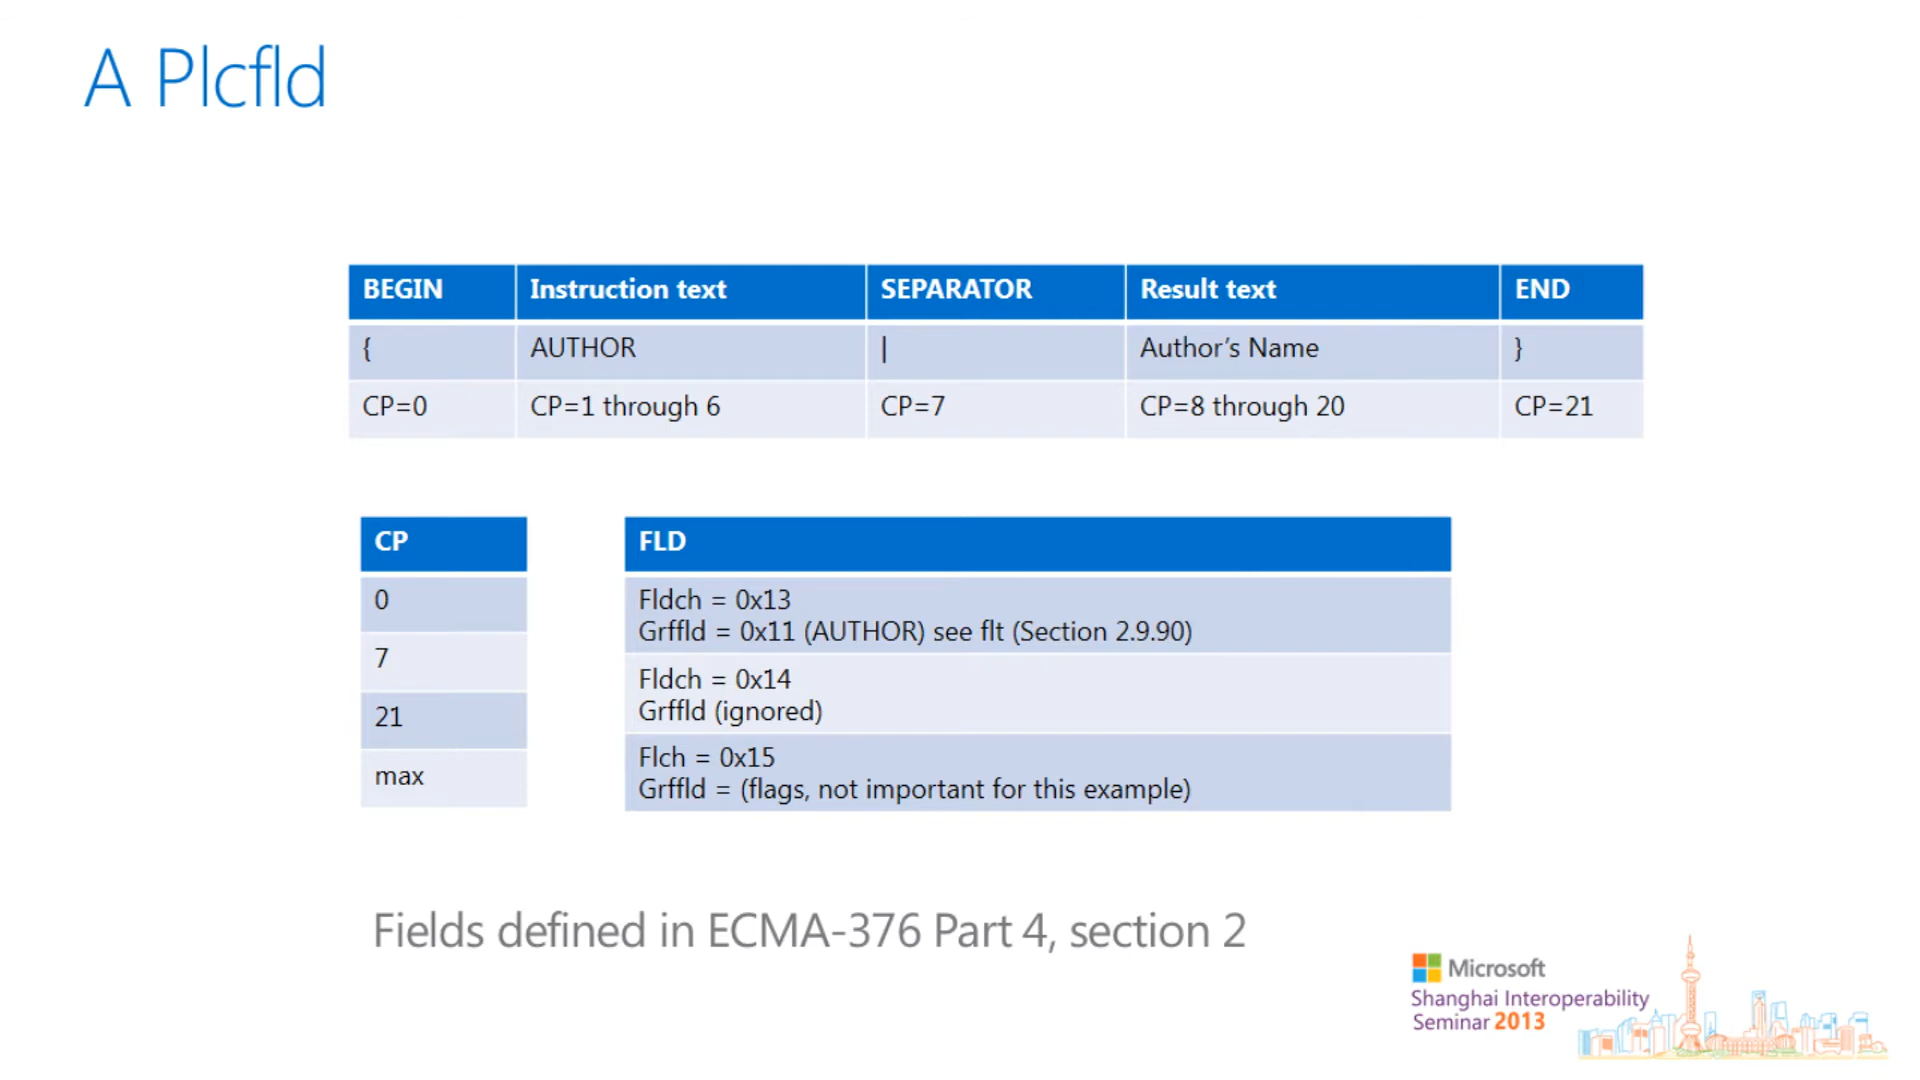 A Plcfld
BEGIN Instruction text SEPARATOR Result text END
{ AUTHOR | Author's Name }
CP=0 CP=1 through 6 CP=7 CP=8 through 20 CP=21
CP
0
7
21
max
FLD
Fldch = 0x13
Grffld = 0x11 (AUTHOR) see flt (Section 2.9.90)
Fldch = 0x14
Grffld (ignored)
Flch = 0x15
Grffld = (flags, not important for this example)
Fields defined in ECMA-376 Part 4, section 2
Microsoft
Shanghai Interoperability
Seminar 2013